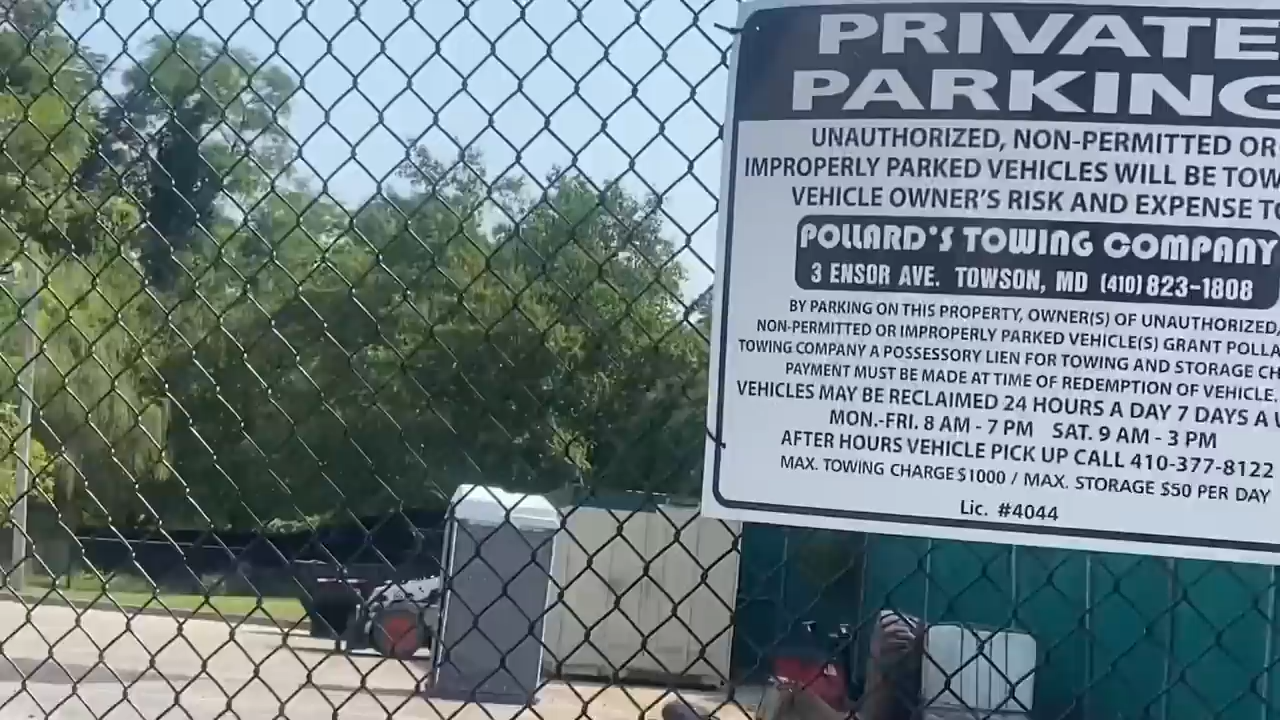 PRIVATE
PARKING
UNAUTHORIZED, NON-PERMITTED OR
IMPROPERLY PARKED VEHICLES WILL BE TOW
VEHICLE OWNER'S RISK AND EXPENSE TO
POLLARD'S TOWING COMPANY
3 ENSOR AVE. TOWSON, MD (410) 823-1808
BY PARKING ON THIS PROPERTY, OWNER(S) OF UNAUTHORIZED,
NON-PERMITTED OR IMPROPERLY PARKED VEHICLE(S) GRANT POLLA
TOWING COMPANY A POSSESSORY LIEN FOR TOWING AND STORAGE CH
PAYMENT MUST BE MADE AT TIME OF REDEMPTION OF VEHICLE.
VEHICLES MAY BE RECLAIMED 24 HOURS A DAY 7 DAYS A
MON.-FRI. 8 AM - 7 PM SAT. 9 AM - 3 PM
AFTER HOURS VEHICLE PICK UP CALL 410-377-8122
MAX. TOWING CHARGE $1000 / MAX. STORAGE $50 PER DAY
Lic. #4044